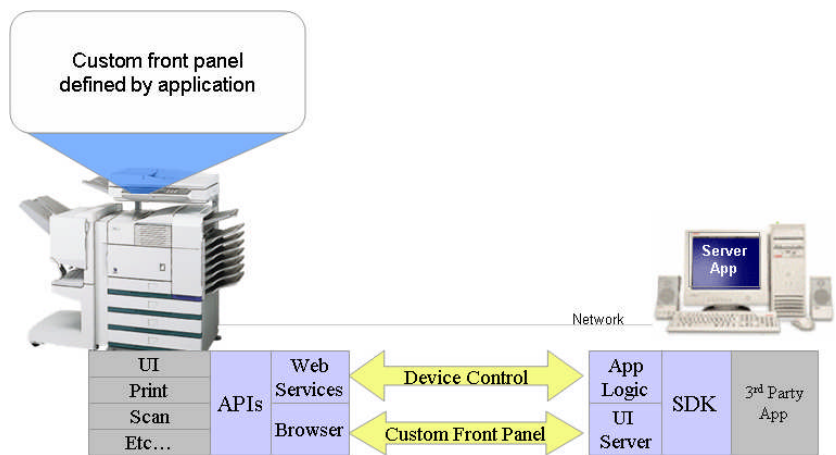 Custom front panel
defined by application
Server
App
Network
UI
Print
Scan
Etc…
APIs
Web
Services
Browser
Device Control
Custom Front Panel
App
Logic
UI
Server
SDK
3rd Party
App